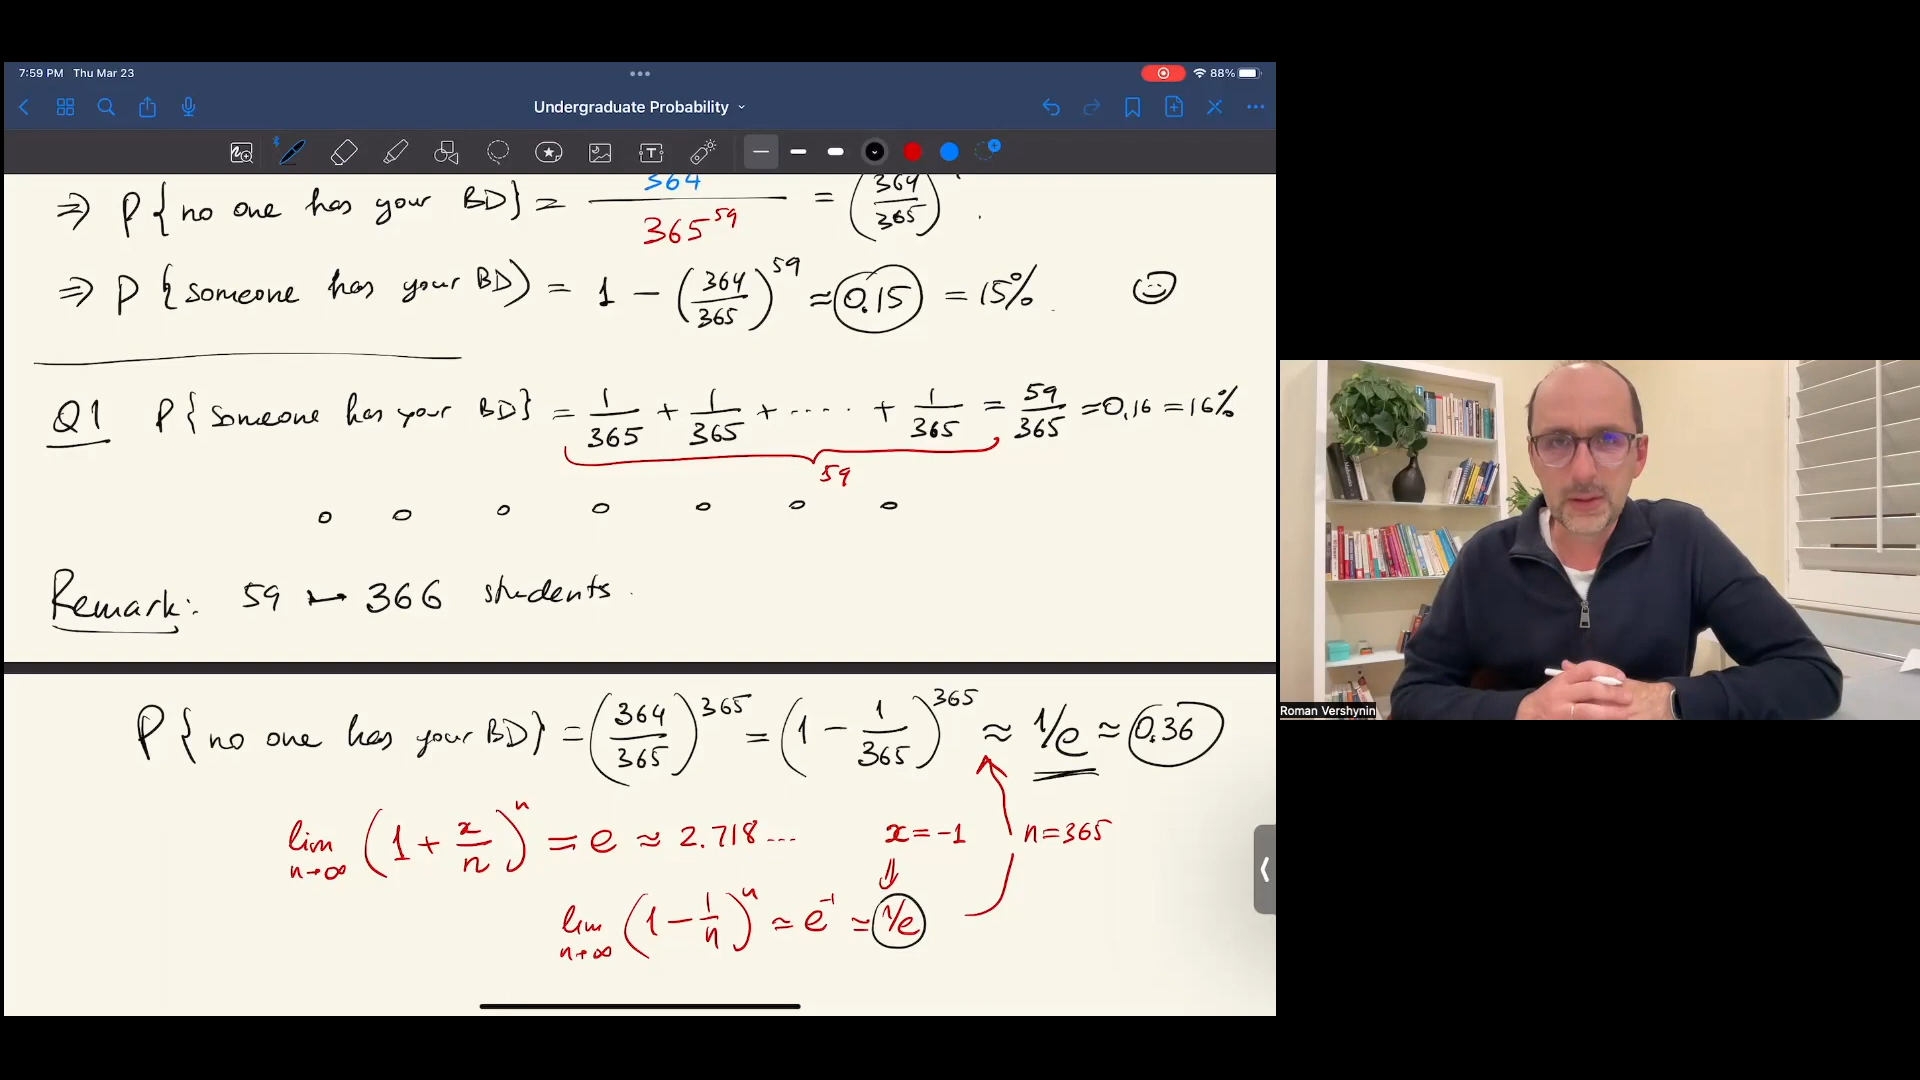 7:59 PM Thu Mar 23
88%
Undergraduate Probability
⇒ P{no one has your BD} = 364 / 365^59 = (364/365)
⇒ P{someone has your BD) = 1 − (364/365)^59 ≈ 0.15 = 15%
Q1 P{someone has your BD} = 1/365 + 1/365 + ..... + 1/365 = 59/365 = 0.16 = 16%
59
Remark: 59 ↦ 366 students.
P{no one has your BD} = (364/365)^365 = (1 − 1/365)^365 ≈ 1/e ≈ 0.36
lim n→∞ (1 + x/n)^n = e ≈ 2.718... x=-1 n=365
⇓
lim n→∞ (1 − 1/n)^n ≈ e^-1 ≈ 1/e
Roman Vershynin